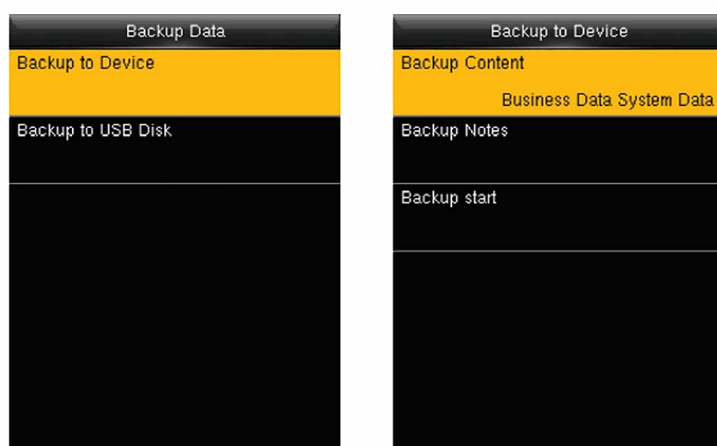 Backup Data
Backup to Device
Backup to USB Disk
Backup to Device
Backup Content
Business Data System Data
Backup Notes
Backup start